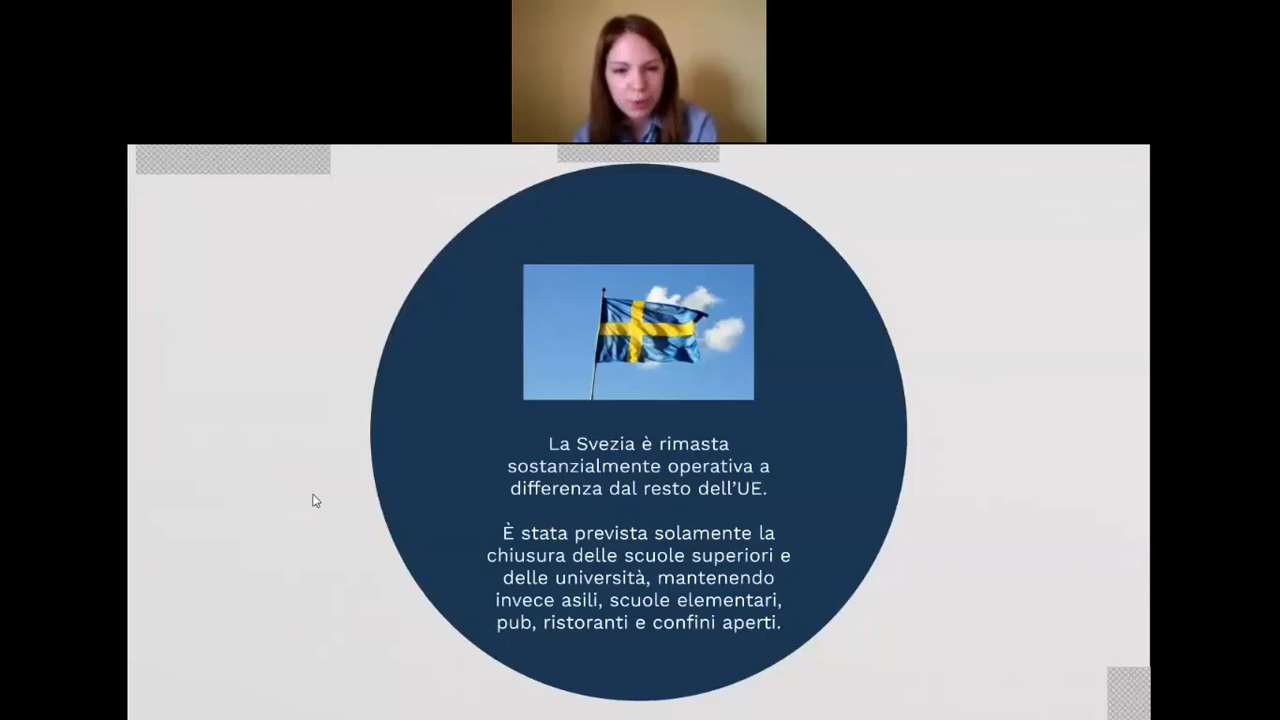 La Svezia è rimasta
sostanzialmente operativa a
differenza dal resto dell'UE.
È stata prevista solamente la
chiusura delle scuole superiori e
delle università, mantenendo
invece asili, scuole elementari,
pub, ristoranti e confini aperti.